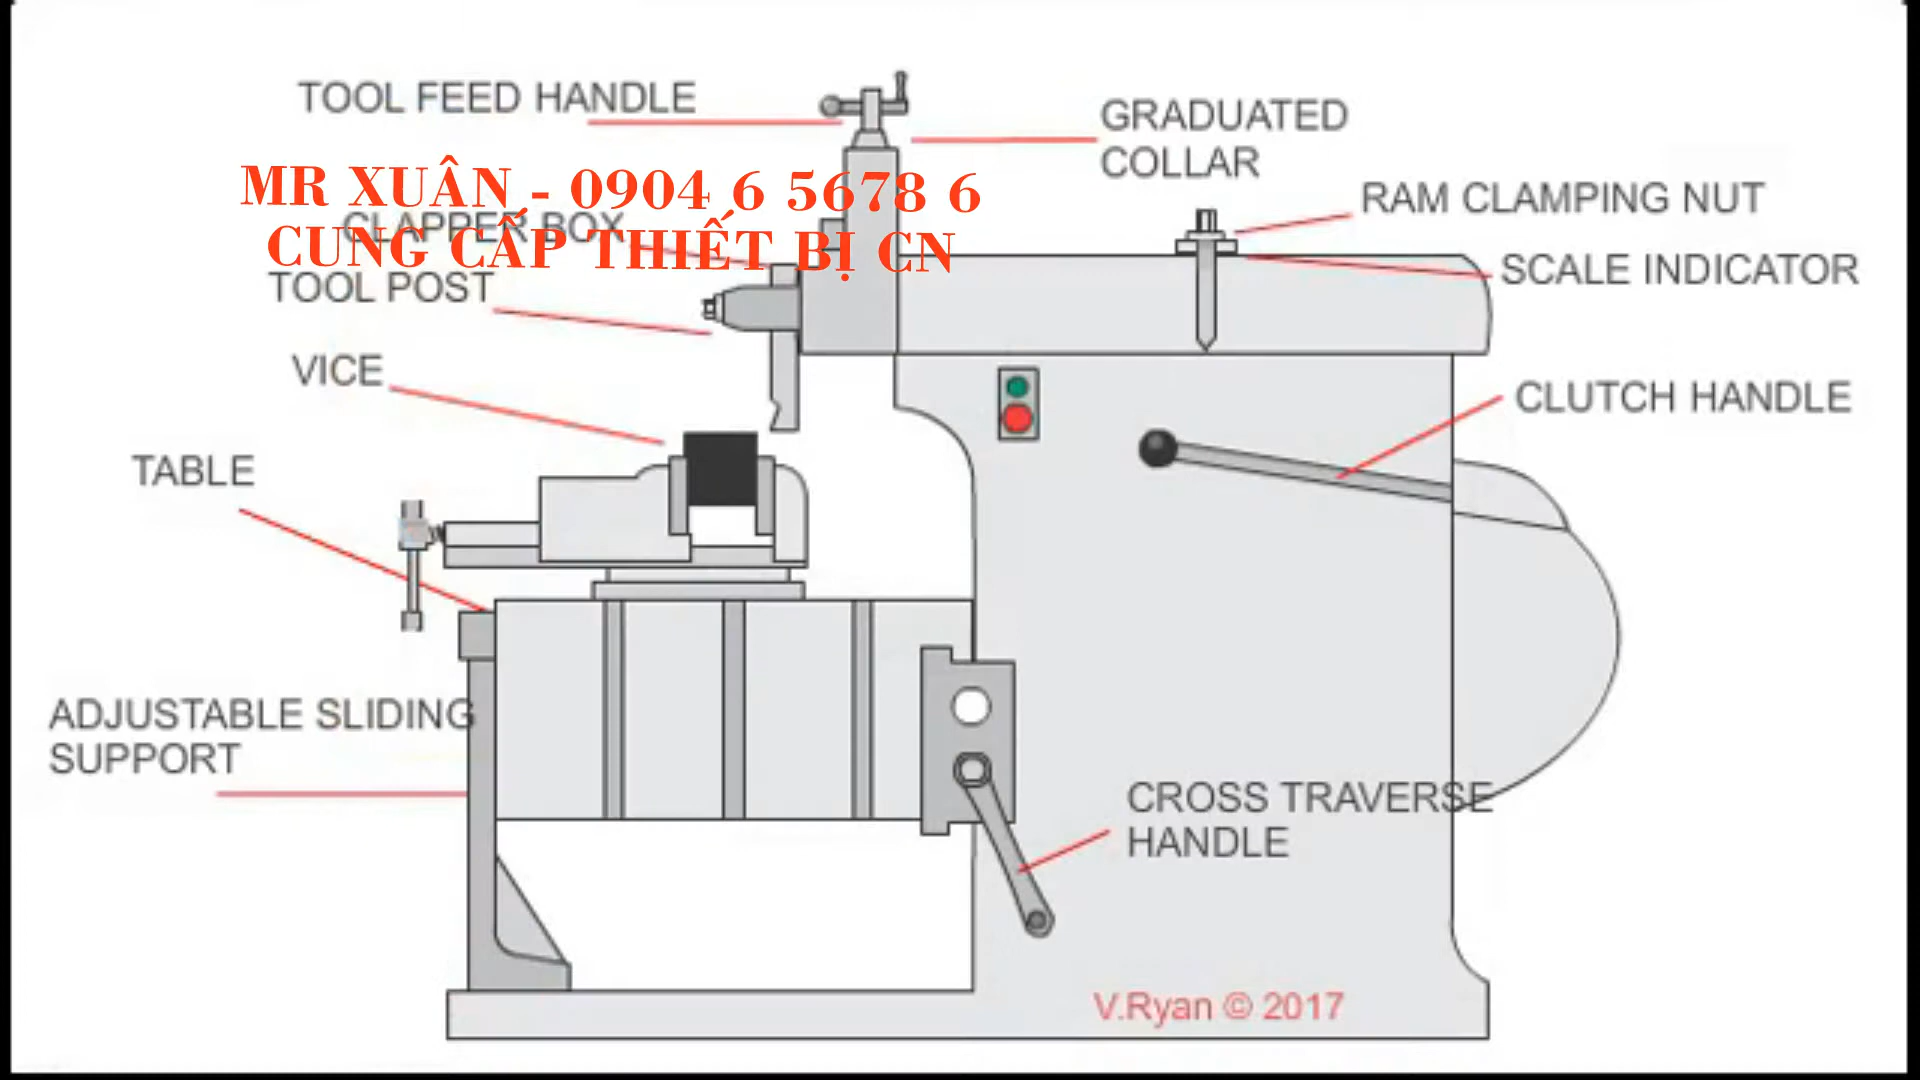 TOOL FEED HANDLE
GRADUATED
COLLAR
MR XUÂN - 0904 6 5678 6
RAM CLAMPING NUT
CLAPPER BOX
CUNG CẤP THIẾT BỊ CN
TOOL POST
SCALE INDICATOR
VICE
CLUTCH HANDLE
TABLE
ADJUSTABLE SLIDING
SUPPORT
CROSS TRAVERSE
HANDLE
V.Ryan © 2017